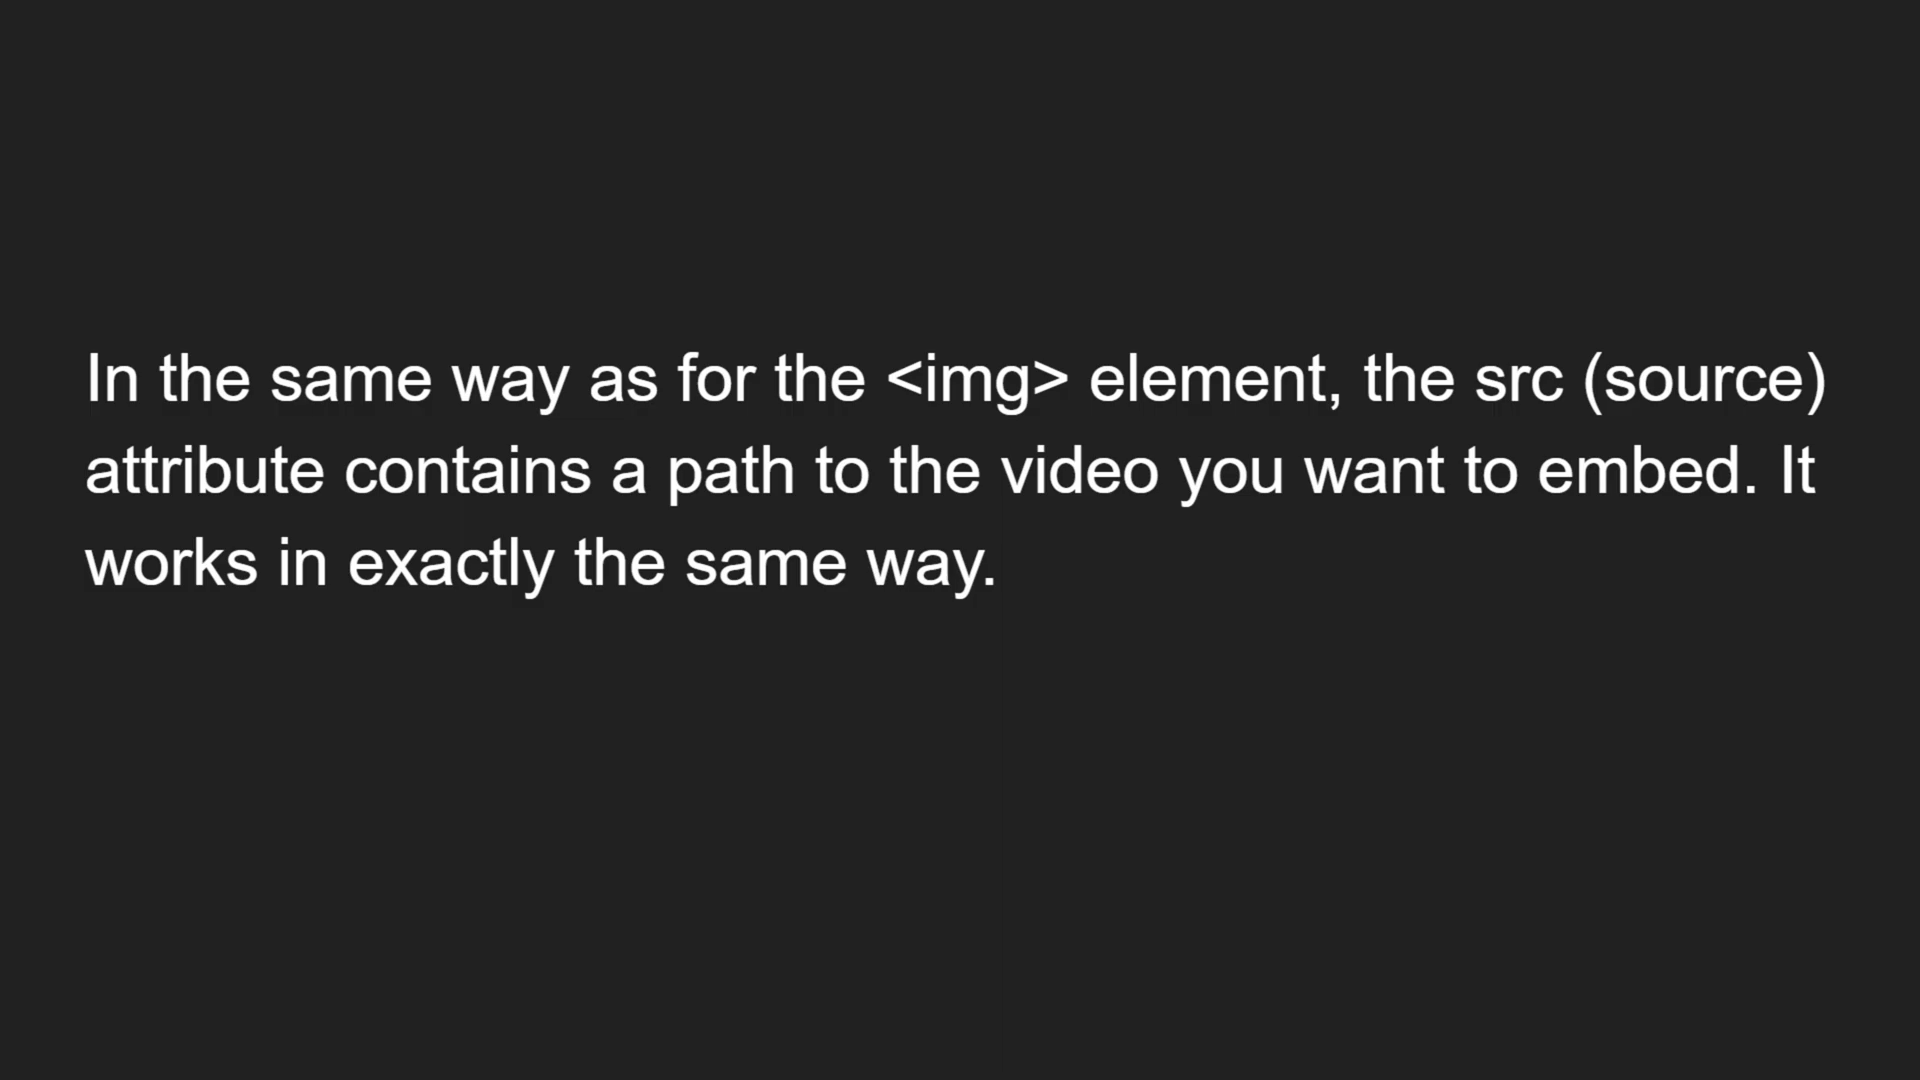 In the same way as for the <img> element, the src (source)
attribute contains a path to the video you want to embed. It
works in exactly the same way.